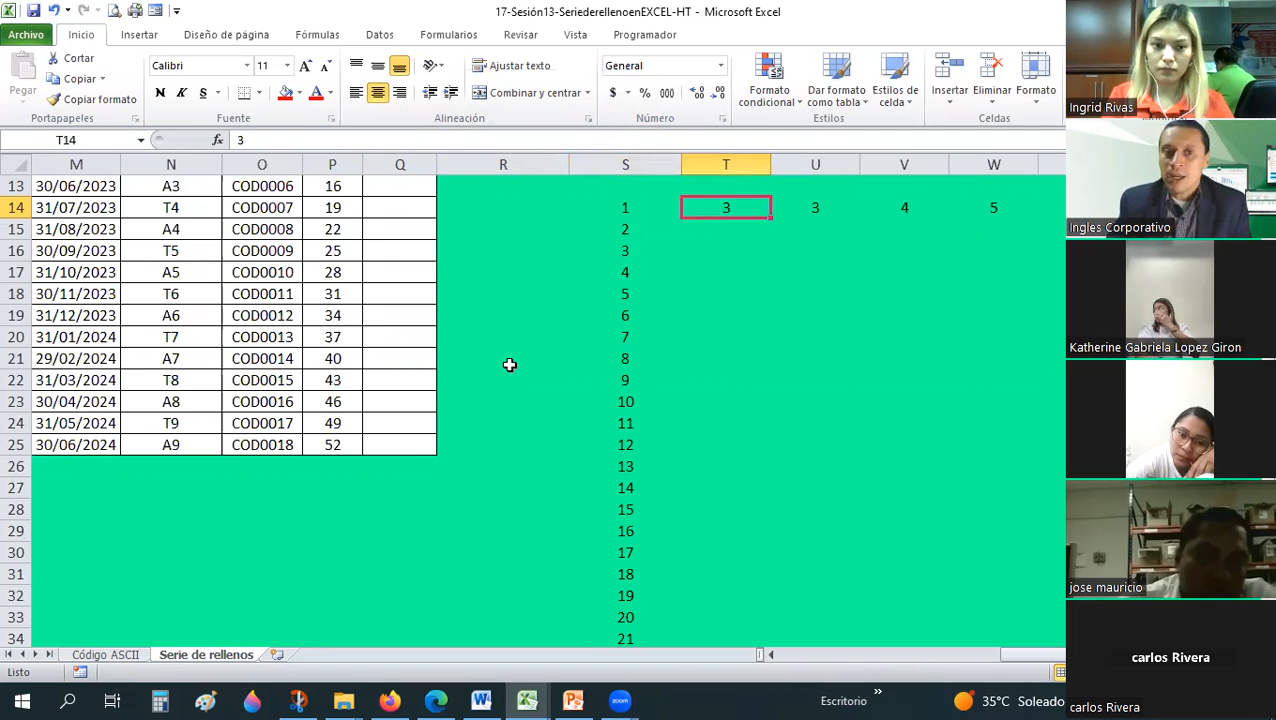 17-Sesión13-SeriederellenoenEXCEL-HT - Microsoft Excel
Archivo Inicio Insertar Diseño de página Fórmulas Datos Formularios Revisar Vista Programador
Cortar
Copiar
Copiar formato
Pegar
Portapapeles
Calibri 11
N K S
Fuente
Ajustar texto
Combinar y centrar
Alineación
General
$ % 000
Número
Formato condicional
Dar formato como tabla
Estilos de celda
Estilos
Insertar Eliminar Formato
Celdas
T14 fx 3
M N O P Q R S T U V W
13 30/06/2023 A3 COD0006 16
14 31/07/2023 T4 COD0007 19 1 3 3 4 5
15 31/08/2023 A4 COD0008 22 2
16 30/09/2023 T5 COD0009 25 3
17 31/10/2023 A5 COD0010 28 4
18 30/11/2023 T6 COD0011 31 5
19 31/12/2023 A6 COD0012 34 6
20 31/01/2024 T7 COD0013 37 7
21 29/02/2024 A7 COD0014 40 8
22 31/03/2024 T8 COD0015 43 9
23 30/04/2024 A8 COD0016 46 10
24 31/05/2024 T9 COD0017 49 11
25 30/06/2024 A9 COD0018 52 12
26 13
27 14
28 15
29 16
30 17
31 18
32 19
33 20
34 21
Código ASCII Serie de rellenos
Listo
zoom
Escritorio » 35°C Soleado
Ingrid Rivas
Ingles Corporativo
Katherine Gabriela Lopez Giron
jose mauricio
carlos Rivera
carlos Rivera